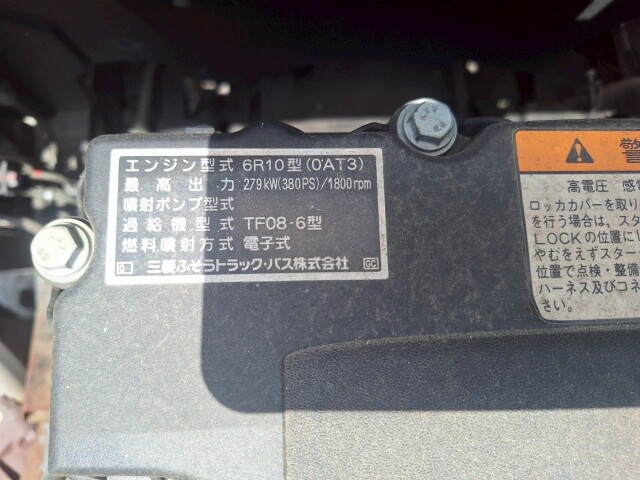 エンジン型式 6R10型(0'AT3)
最高出力 279kW(380PS)/1800rpm
噴射ポンプ型式
過給機型式 TF08-6型
燃料噴射方式 電子式
三菱ふそうトラック・バス株式会社 GC
警
高電圧 感
ロッカカバーを取り
を行う場合は、スタ
LOCKの位置にし
やむをえずスター
位置で点検・整備
ハーネス及びコネ
さい。